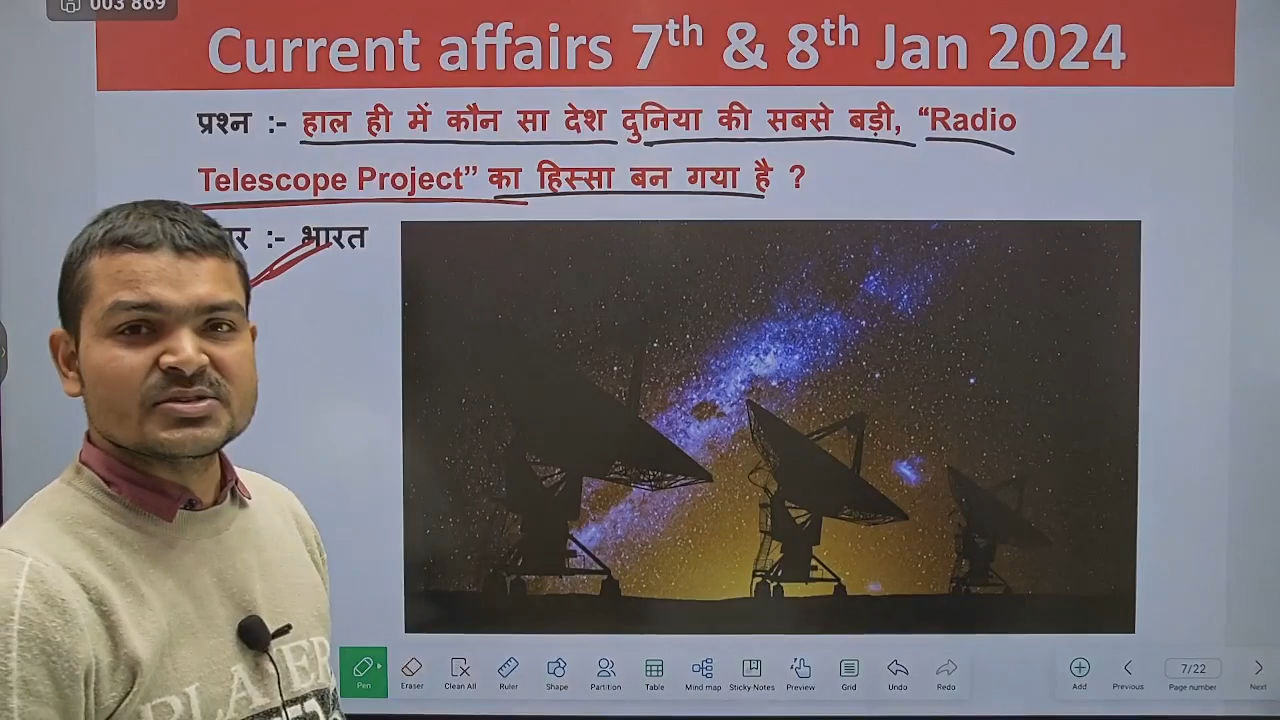 003 869
Current affairs 7th & 8th Jan 2024
प्रश्न :- हाल ही में कौन सा देश दुनिया की सबसे बड़ी, “Radio
Telescope Project” का हिस्सा बन गया है ?
:- भारत
Pen
Eraser
Clean All
Ruler
Shape
Partition
Table
Mind map
Sticky Notes
Preview
Grid
Undo
Redo
Add
Previous
7/22
Page number
Next